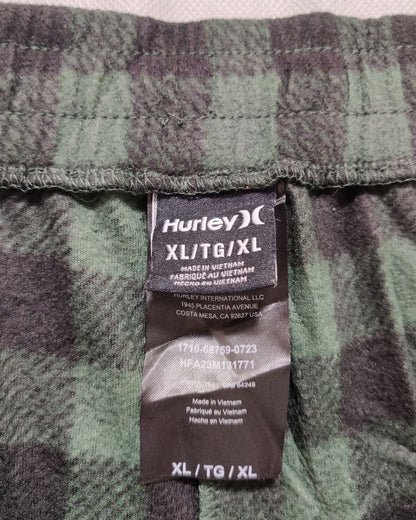 Hurley
XL/TG/XL
MADE IN VIETNAM
FABRIQUÉ AU VIETNAM
HECHO EN VIETNAM
HURLEY INTERNATIONAL LLC
1945 PLACENTIA AVENUE
COSTA MESA, CA 92627 USA
1710-68759-0723
HFA23M131771
64249
Made in Vietnam
Fabriqué au Vietnam
Hecho en Vietnam
XL / TG / XL